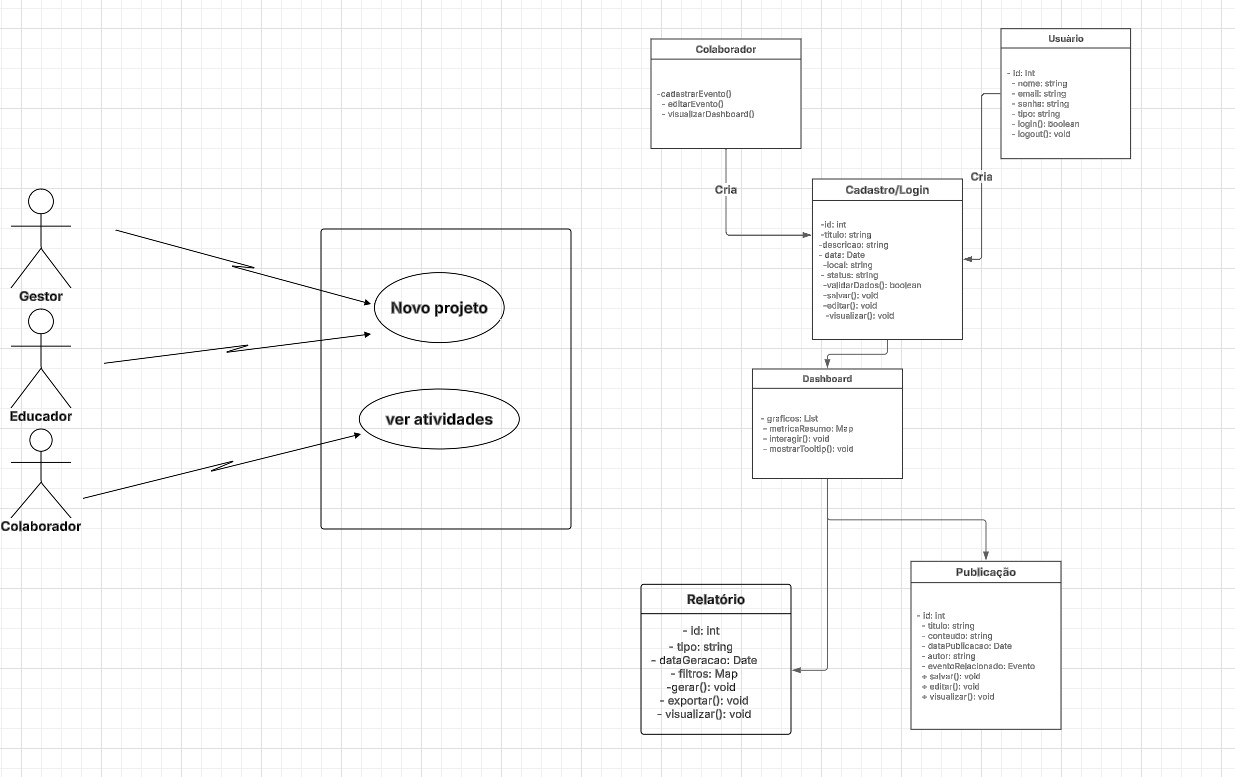 Gestor
Educador
Colaborador
Novo projeto
ver atividades
Colaborador
-cadastrarEvento()
- editarEvento()
- visualizarDashboard()
Usuário
- id: int
- nome: string
- email: string
- senha: string
- tipo: string
- login(): boolean
- logout(): void
Cria
Cria
Cadastro/Login
-id: int
-titulo: string
-descricao: string
- data: Date
-local: string
- status: string
-validarDados(): boolean
-salvar(): void
-editar(): void
-visualizar(): void
Dashboard
- graficos: List
- metricaResumo: Map
- interagir(): void
- mostrarTooltip(): void
Relatório
- id: int
- tipo: string
- dataGeracao: Date
- filtros: Map
-gerar(): void
- exportar(): void
- visualizar(): void
Publicação
- id: int
- titulo: string
- conteudo: string
- dataPublicacao: Date
- autor: string
- eventoRelacionado: Evento
+ salvar(): void
+ editar(): void
+ visualizar(): void